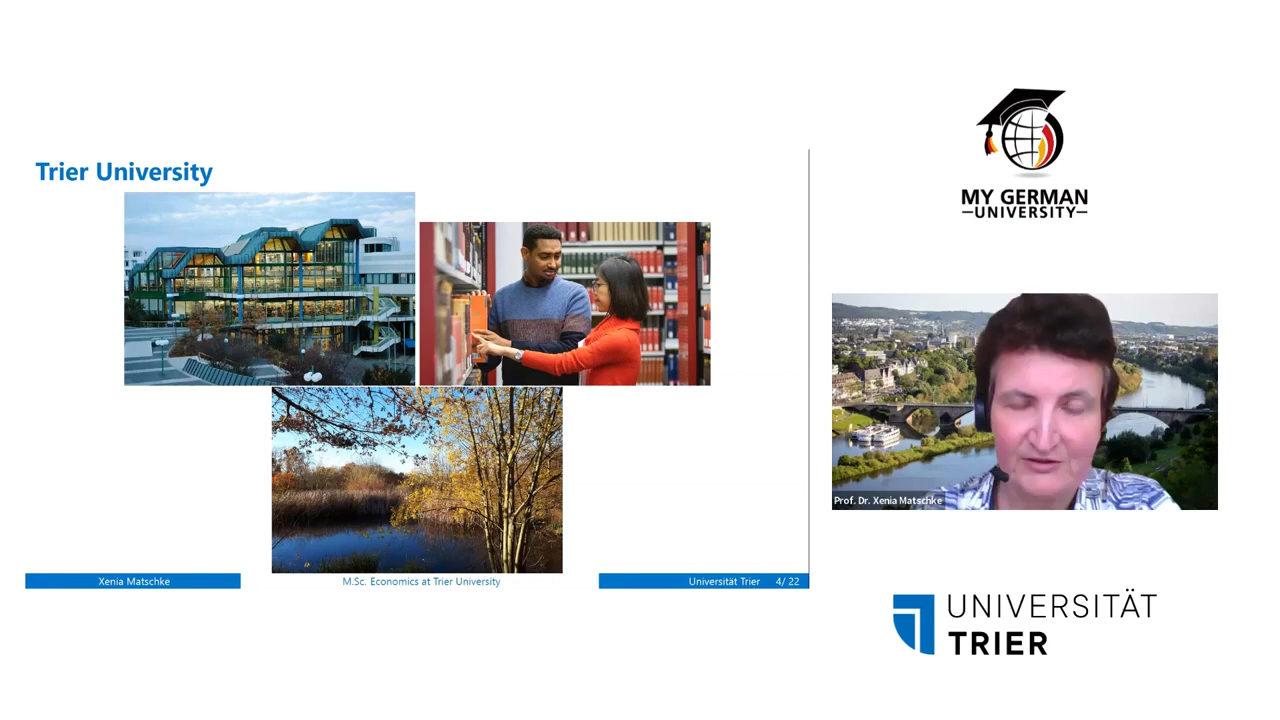 Trier University
Xenia Matschke
M.Sc. Economics at Trier University
Universität Trier 4/ 22
MY GERMAN
UNIVERSITY
Prof. Dr. Xenia Matschke
UNIVERSITÄT
TRIER